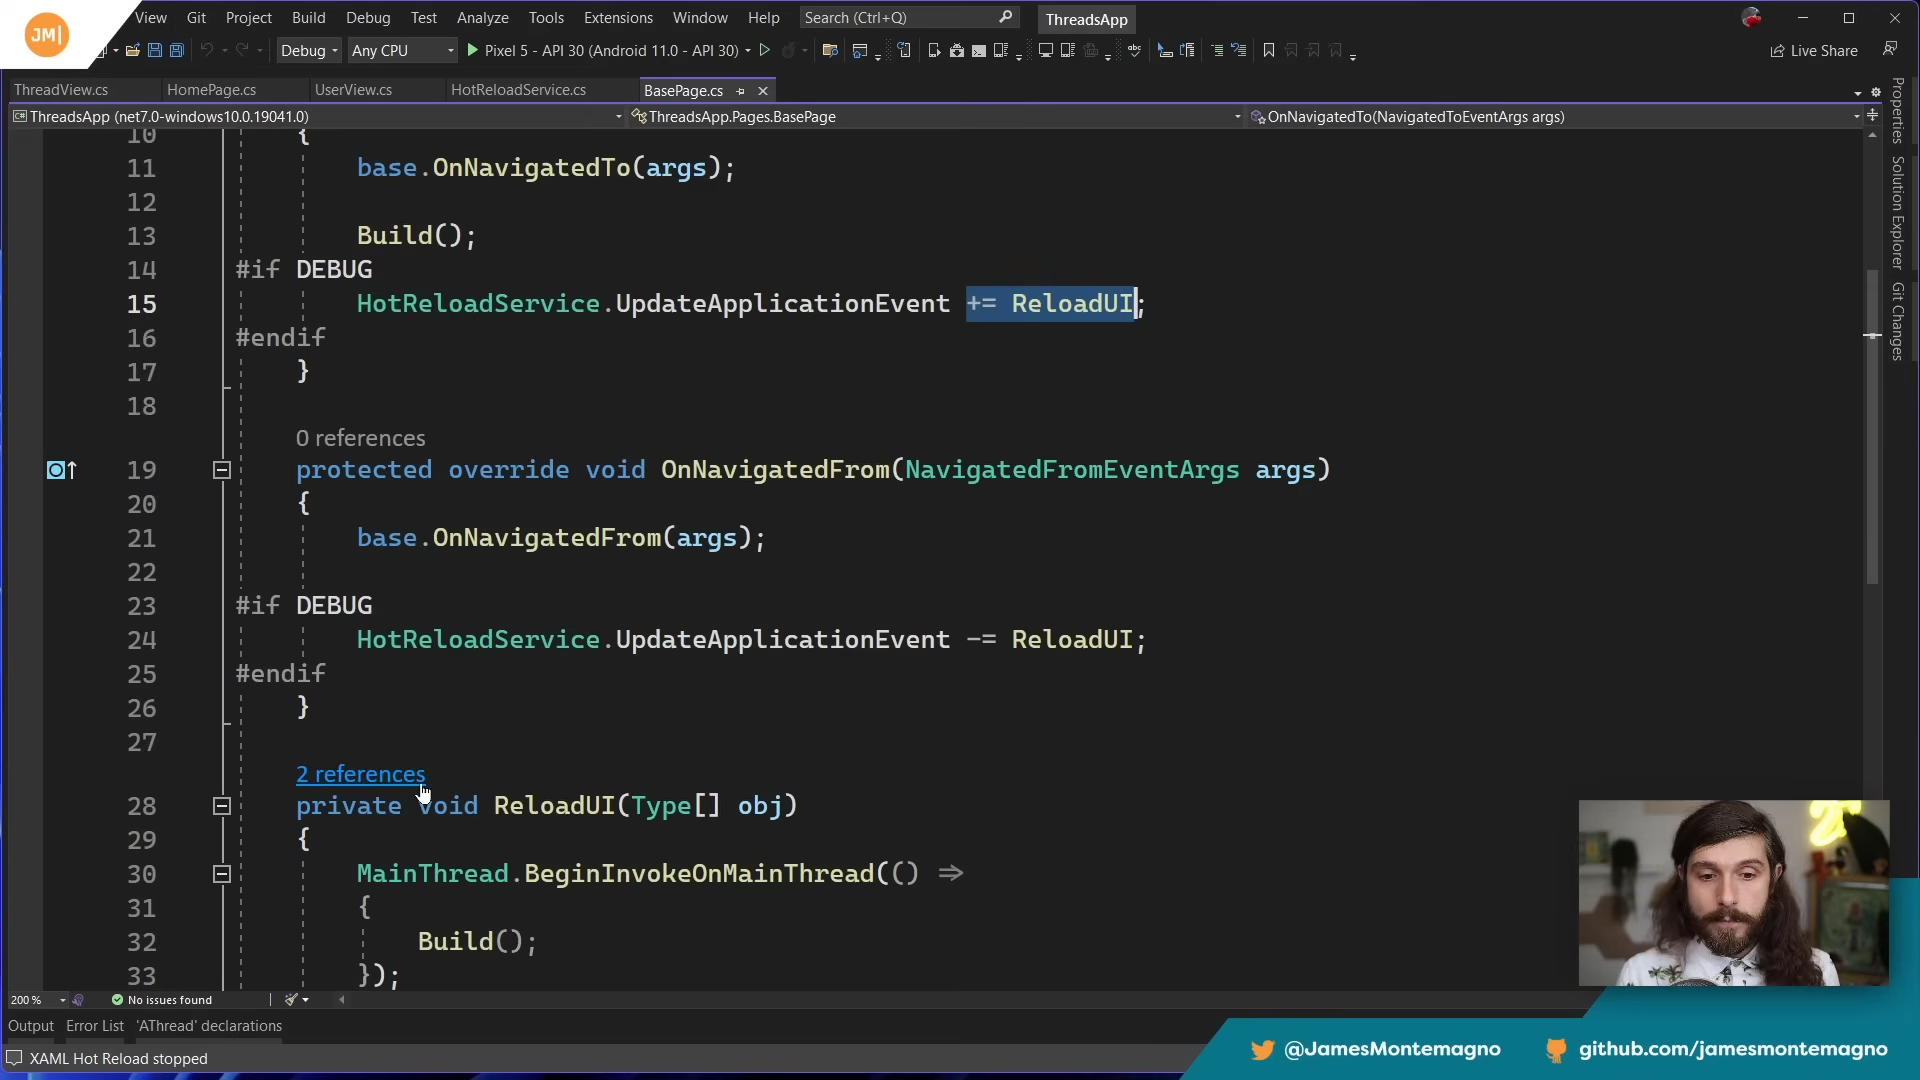 JM|
View Git Project Build Debug Test Analyze Tools Extensions Window Help Search (Ctrl+Q) ThreadsApp
Debug Any CPU Pixel 5 - API 30 (Android 11.0 - API 30) Live Share
ThreadView.cs HomePage.cs UserView.cs HotReloadService.cs BasePage.cs
ThreadsApp (net7.0-windows10.0.19041.0) ThreadsApp.Pages.BasePage OnNavigatedTo(NavigatedToEventArgs args)
10 {
11 base.OnNavigatedTo(args);
12
13 Build();
14 #if DEBUG
15 HotReloadService.UpdateApplicationEvent += ReloadUI;
16 #endif
17 }
18
0 references
19 protected override void OnNavigatedFrom(NavigatedFromEventArgs args)
20 {
21 base.OnNavigatedFrom(args);
22
23 #if DEBUG
24 HotReloadService.UpdateApplicationEvent -= ReloadUI;
25 #endif
26 }
27
2 references
28 private void ReloadUI(Type[] obj)
29 {
30 MainThread.BeginInvokeOnMainThread(() =>
31 {
32 Build();
33 });
200 % No issues found
Output Error List 'AThread' declarations
XAML Hot Reload stopped
Properties
Solution Explorer
Git Changes
@JamesMontemagno github.com/jamesmontemagno